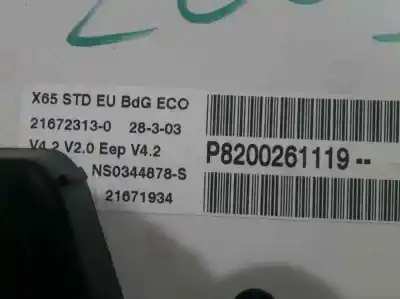 X65 STD EU BdG ECO
21672313-0 28-3-03
V4.2 V2.0 Eep V4.2
P8200261119--
NS0344878-S
21671934